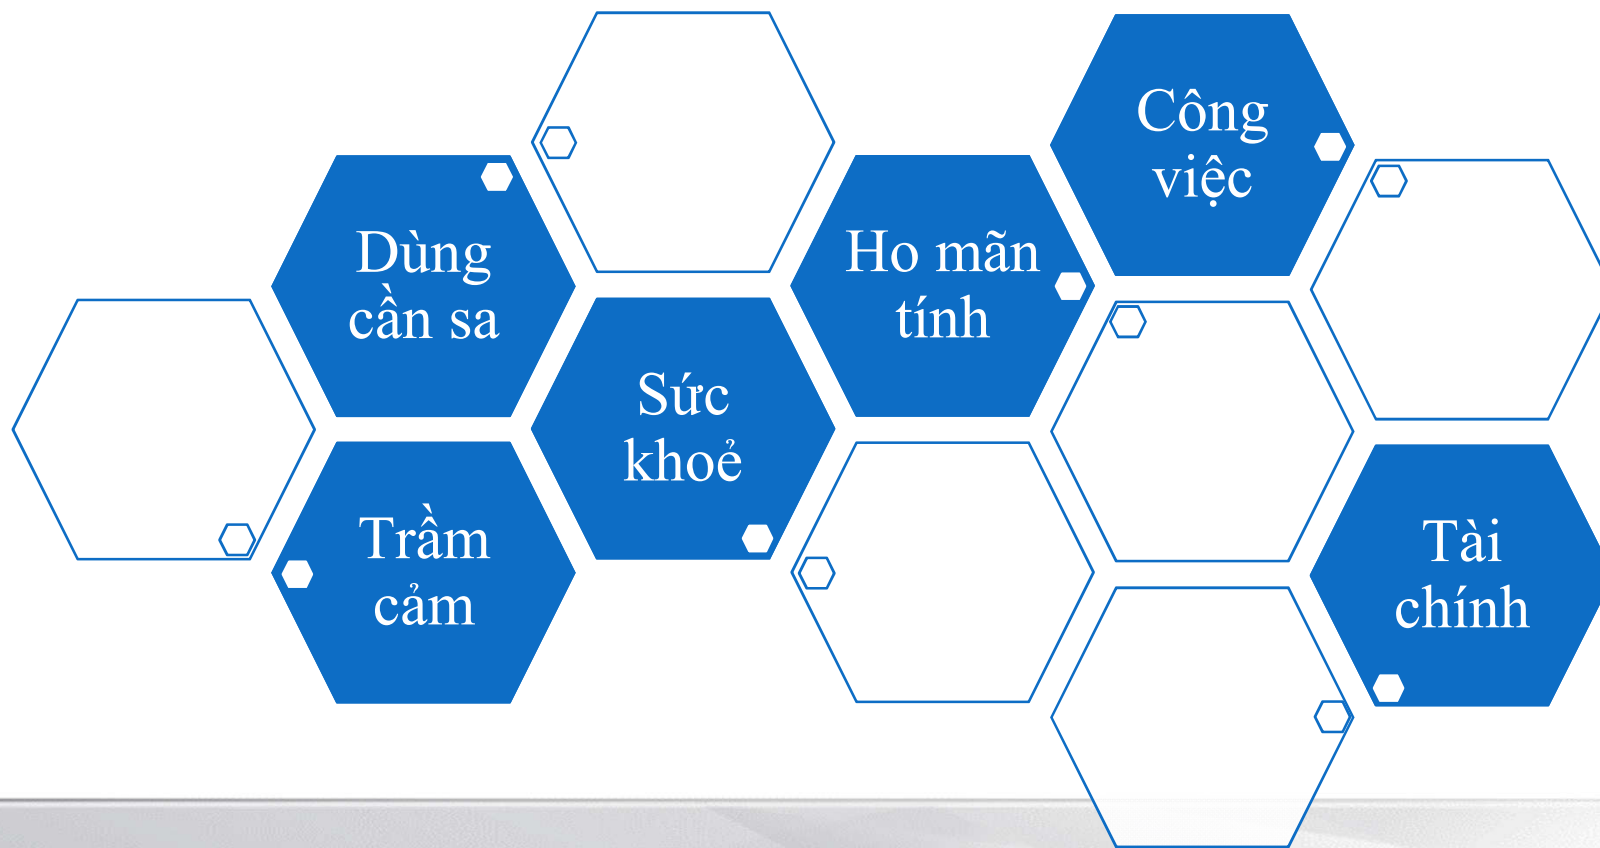 Công
việc
Dùng
cần sa
Ho mãn
tính
Sức
khoẻ
Trầm
cảm
Tài
chính